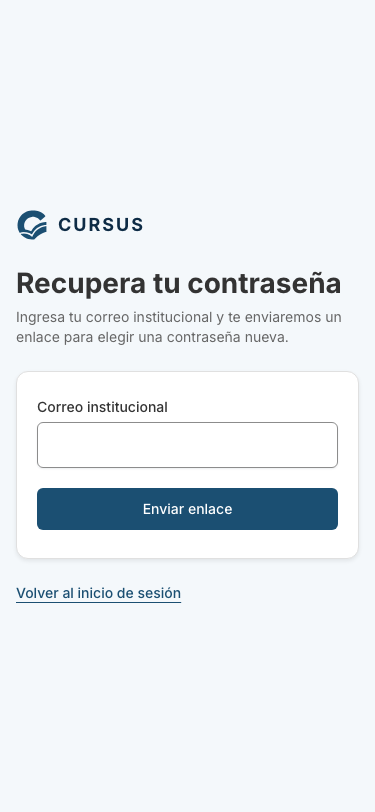 CURSUS
Recupera tu contraseña
Ingresa tu correo institucional y te enviaremos un
enlace para elegir una contraseña nueva.
Correo institucional
Enviar enlace
Volver al inicio de sesión